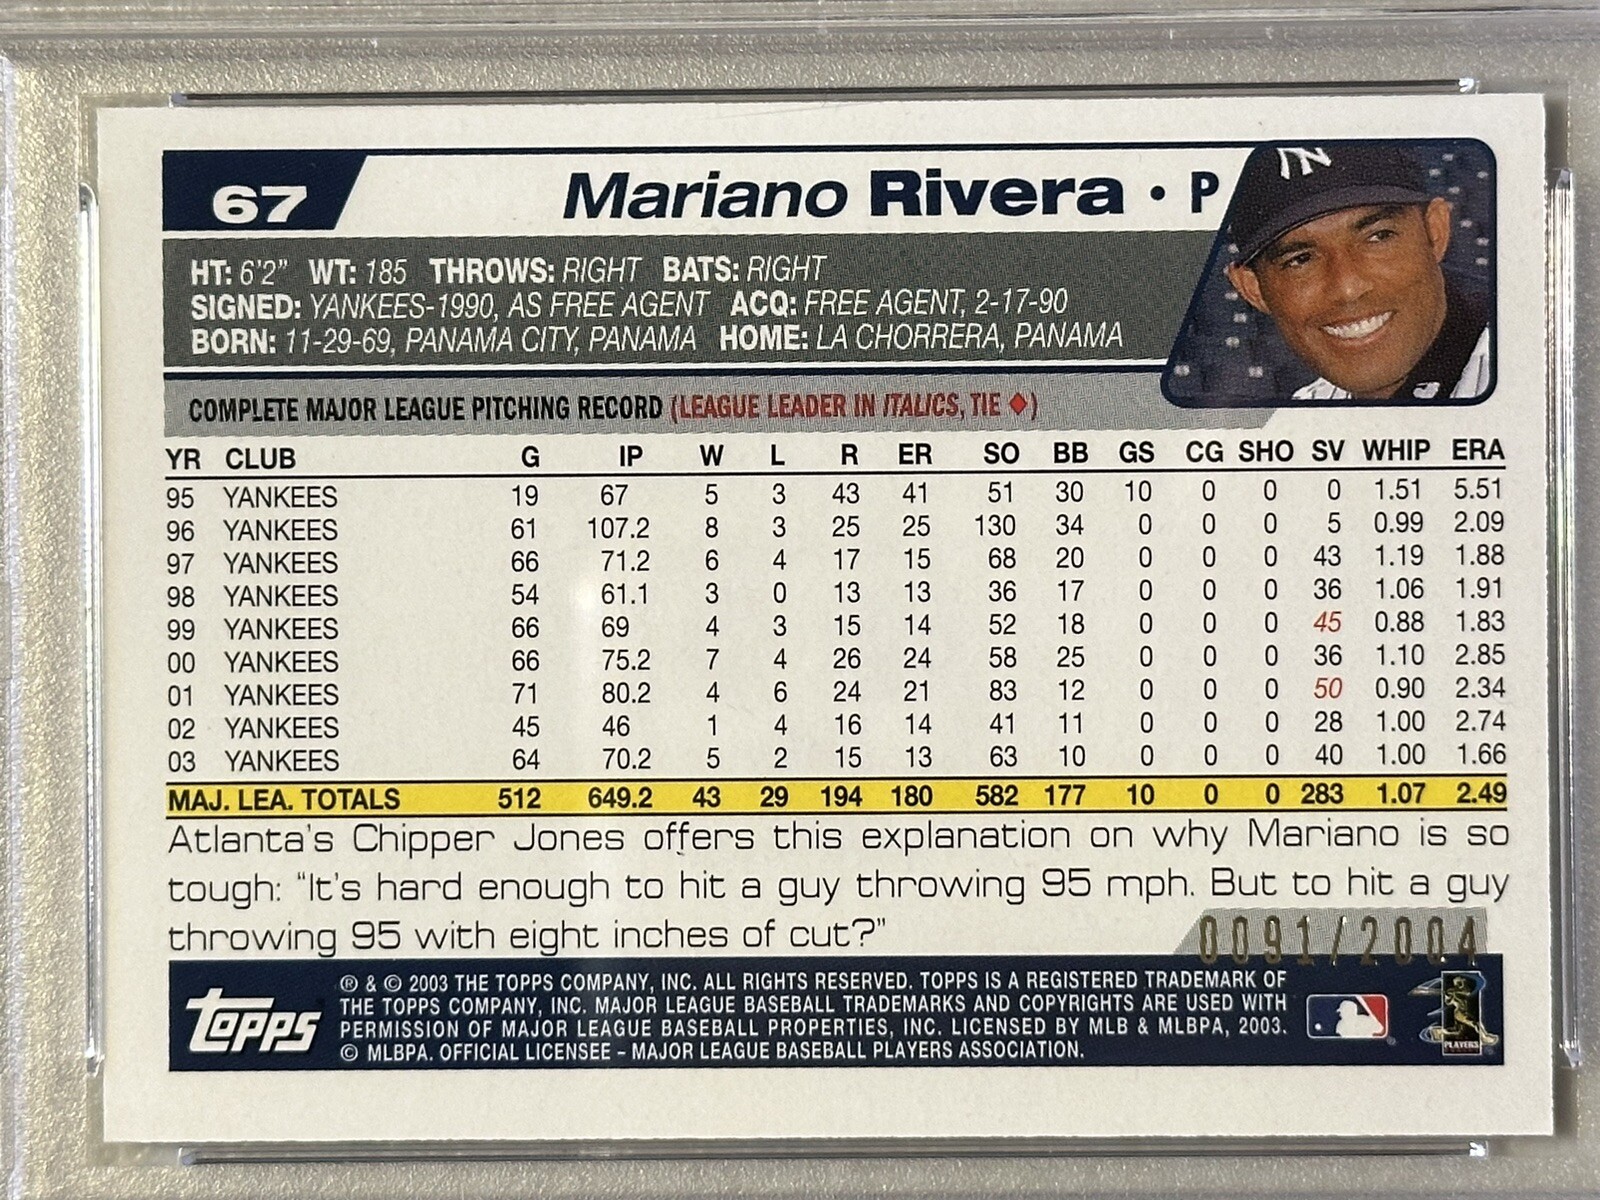 67 Mariano Rivera • P
HT: 6'2" WT: 185 THROWS: RIGHT BATS: RIGHT
SIGNED: YANKEES-1990, AS FREE AGENT ACQ: FREE AGENT, 2-17-90
BORN: 11-29-69, PANAMA CITY, PANAMA HOME: LA CHORRERA, PANAMA
COMPLETE MAJOR LEAGUE PITCHING RECORD (LEAGUE LEADER IN ITALICS, TIE ♦)
YR CLUB G IP W L R ER SO BB GS CG SHO SV WHIP ERA
95 YANKEES 19 67 5 3 43 41 51 30 10 0 0 0 1.51 5.51
96 YANKEES 61 107.2 8 3 25 25 130 34 0 0 0 5 0.99 2.09
97 YANKEES 66 71.2 6 4 17 15 68 20 0 0 0 43 1.19 1.88
98 YANKEES 54 61.1 3 0 13 13 36 17 0 0 0 36 1.06 1.91
99 YANKEES 66 69 4 3 15 14 52 18 0 0 0 45 0.88 1.83
00 YANKEES 66 75.2 7 4 26 24 58 25 0 0 0 36 1.10 2.85
01 YANKEES 71 80.2 4 6 24 21 83 12 0 0 0 50 0.90 2.34
02 YANKEES 45 46 1 4 16 14 41 11 0 0 0 28 1.00 2.74
03 YANKEES 64 70.2 5 2 15 13 63 10 0 0 0 40 1.00 1.66
MAJ. LEA. TOTALS 512 649.2 43 29 194 180 582 177 10 0 0 283 1.07 2.49
Atlanta's Chipper Jones offers this explanation on why Mariano is so
tough: "It's hard enough to hit a guy throwing 95 mph. But to hit a guy
throwing 95 with eight inches of cut?"
0091/2004
topps
® & © 2003 THE TOPPS COMPANY, INC. ALL RIGHTS RESERVED. TOPPS IS A REGISTERED TRADEMARK OF
THE TOPPS COMPANY, INC. MAJOR LEAGUE BASEBALL TRADEMARKS AND COPYRIGHTS ARE USED WITH
PERMISSION OF MAJOR LEAGUE BASEBALL PROPERTIES, INC. LICENSED BY MLB & MLBPA, 2003.
© MLBPA. OFFICIAL LICENSEE – MAJOR LEAGUE BASEBALL PLAYERS ASSOCIATION.
PLAYERS